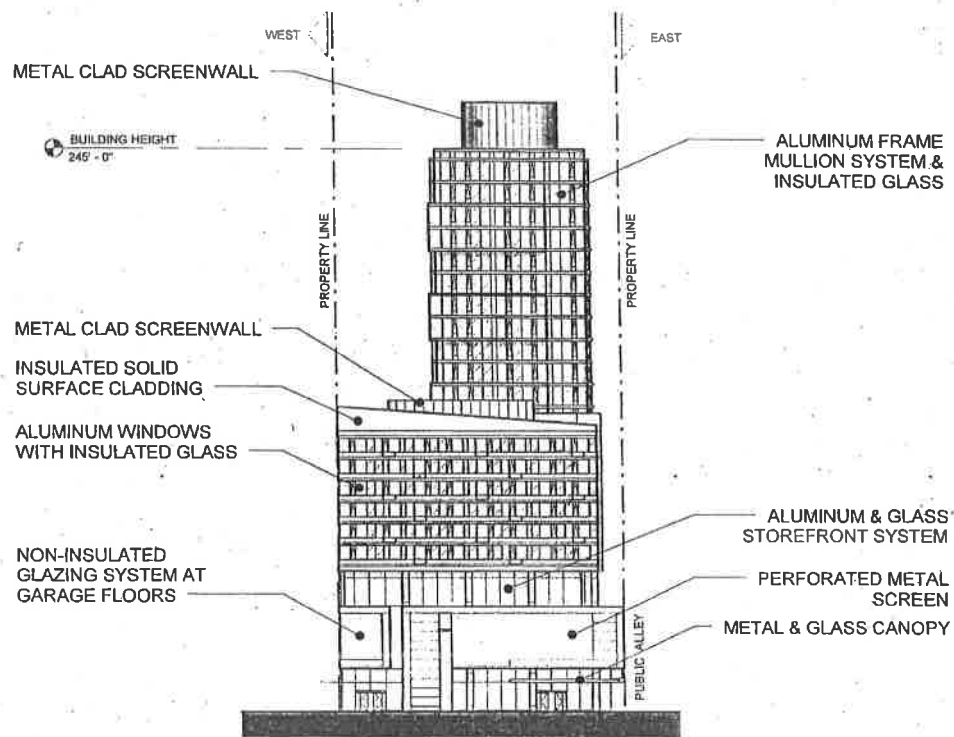 WEST
EAST
METAL CLAD SCREENWALL
BUILDING HEIGHT
245' - 0"
ALUMINUM FRAME
MULLION SYSTEM &
INSULATED GLASS
PROPERTY LINE
PROPERTY LINE
METAL CLAD SCREENWALL
INSULATED SOLID
SURFACE CLADDING
ALUMINUM WINDOWS
WITH INSULATED GLASS
ALUMINUM & GLASS
STOREFRONT SYSTEM
NON-INSULATED
GLAZING SYSTEM AT
GARAGE FLOORS
PERFORATED METAL
SCREEN
METAL & GLASS CANOPY
PUBLIC ALLEY